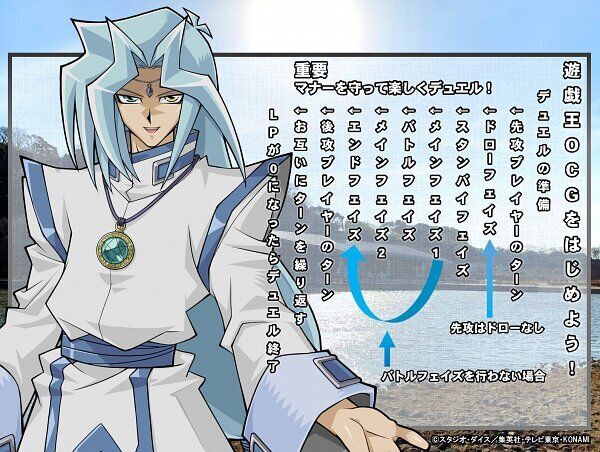 遊戯王OCGをはじめよう!
デュエルの準備
←先攻プレイヤーのターン
←ドローフェイズ
←スタンバイフェイズ
←メインフェイズ1
←バトルフェイズ
←メインフェイズ2
←エンドフェイズ
←後攻プレイヤーのターン
←お互いにターンを繰り返す
LPが0になったらデュエル終了
重要
マナーを守って楽しくデュエル!
先攻はドローなし
バトルフェイズを行わない場合
©スタジオ・ダイス/集英社・テレビ東京・KONAMI